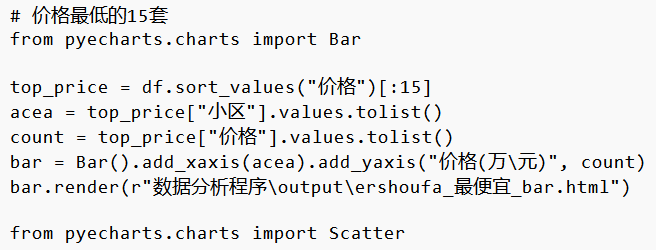 # 价格最低的15套
from pyecharts.charts import Bar
top_price = df.sort_values("价格")[:15]
acea = top_price["小区"].values.tolist()
count = top_price["价格"].values.tolist()
bar = Bar().add_xaxis(acea).add_yaxis("价格(万\元)", count)
bar.render(r"数据分析程序\output\ershoufa_最便宜_bar.html")
from pyecharts.charts import Scatter